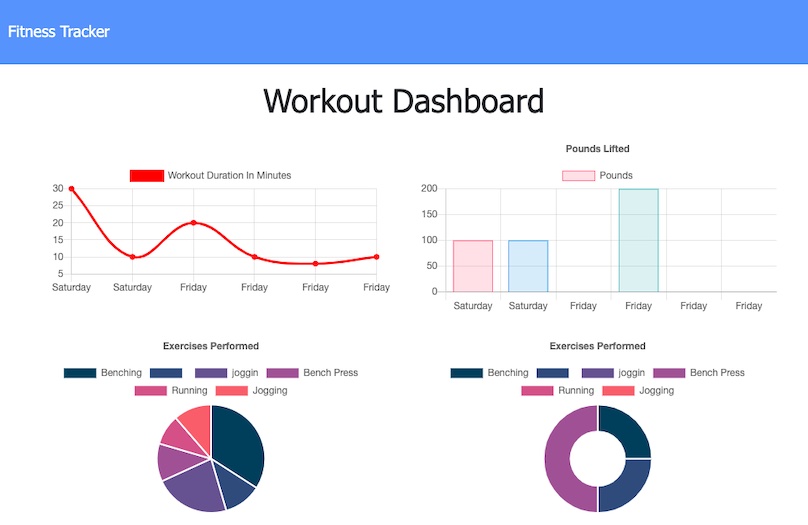 Fitness Tracker
Workout Dashboard
Workout Duration In Minutes
30
25
20
15
10
5
Saturday Saturday Friday Friday Friday Friday
Pounds Lifted
Pounds
200
150
100
50
0
Saturday Saturday Friday Friday Friday Friday
Exercises Performed
Benching joggin Bench Press
Running Jogging
Exercises Performed
Benching joggin Bench Press
Running Jogging